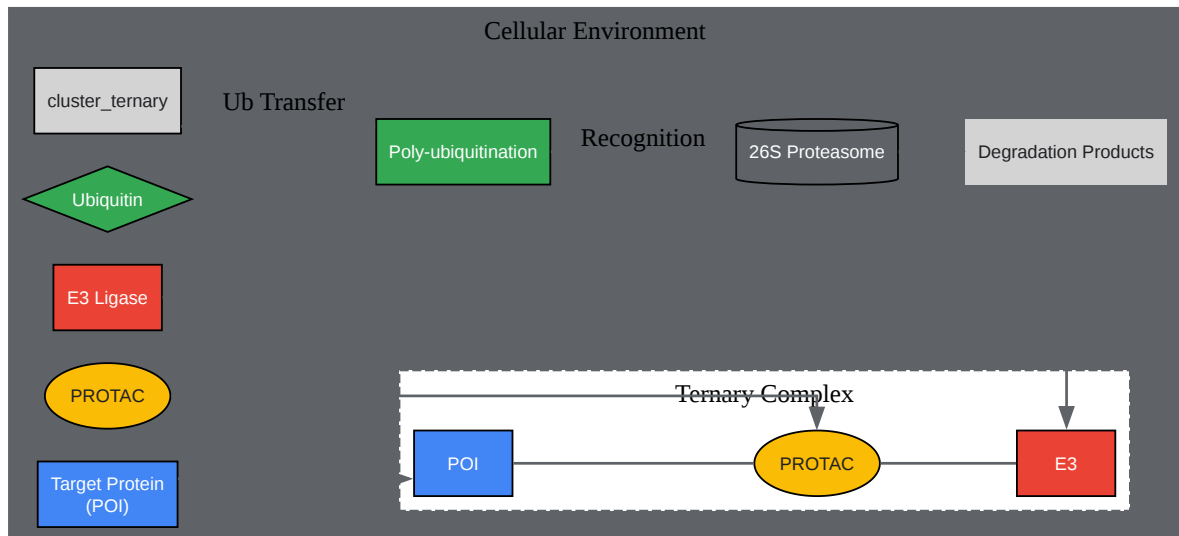 Cellular Environment
cluster_ternary
Ub Transfer
Poly-ubiquitination
Recognition
26S Proteasome
Degradation Products
Ubiquitin
E3 Ligase
PROTAC
Target Protein
(POI)
Ternary Complex
POI
PROTAC
E3